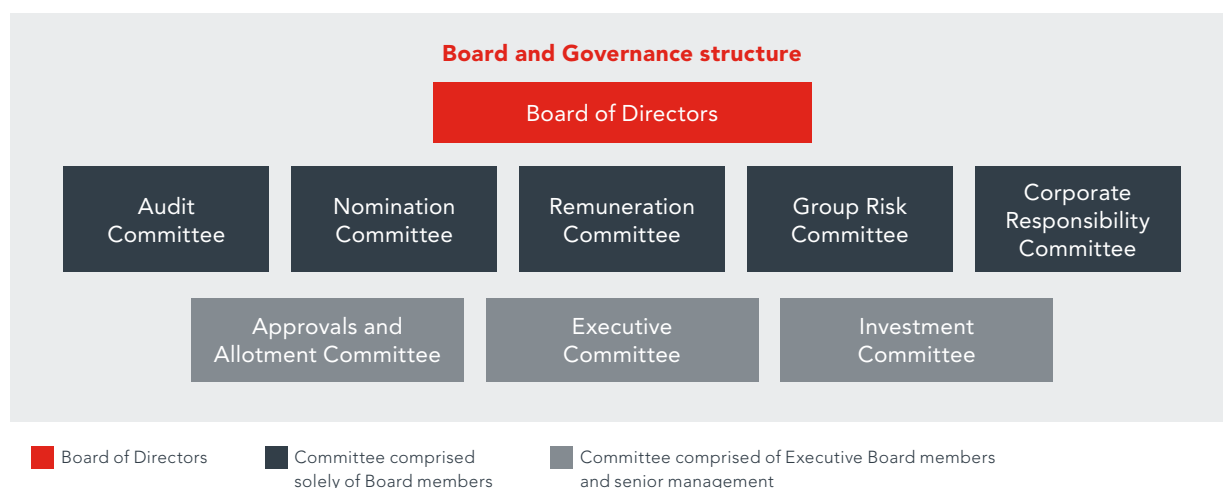 Board and Governance structure
Board of Directors
Audit
Committee
Nomination
Committee
Remuneration
Committee
Group Risk
Committee
Corporate
Responsibility
Committee
Approvals and
Allotment Committee
Executive
Committee
Investment
Committee
Board of Directors
Committee comprised
solely of Board members
Committee comprised of Executive Board members
and senior management